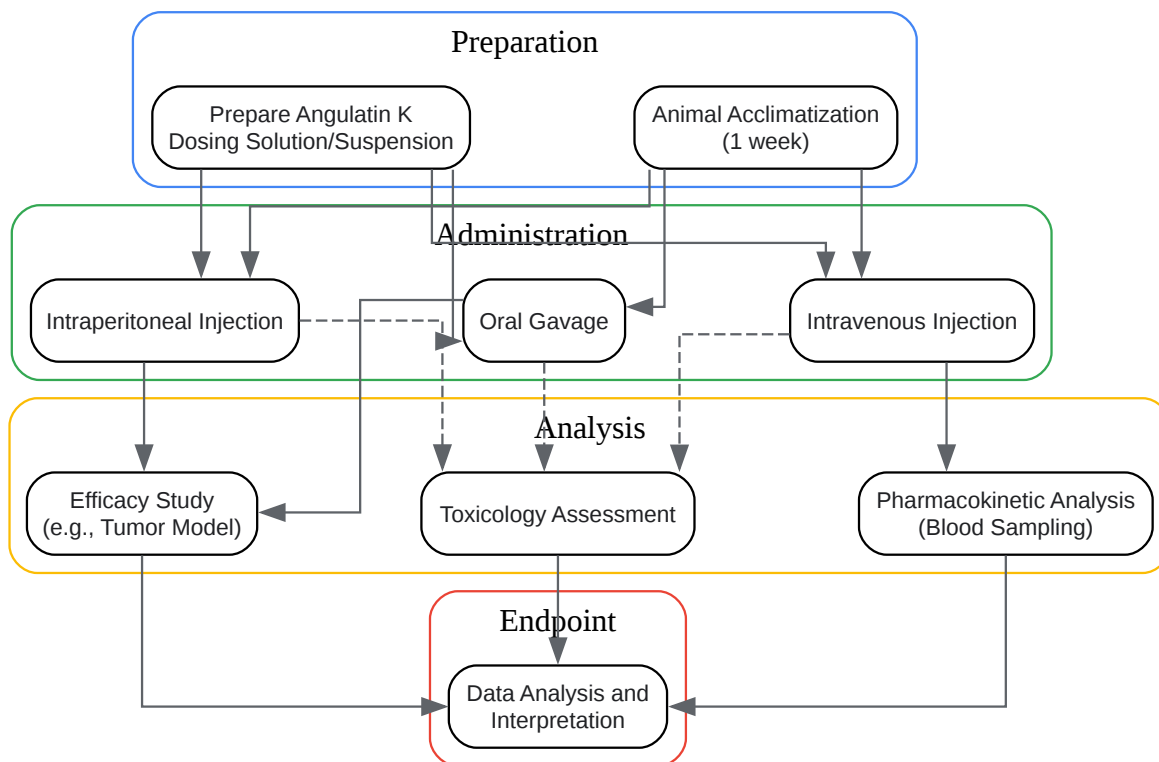 Preparation
Prepare Angulatin K
Dosing Solution/Suspension
Animal Acclimatization
(1 week)
Administration
Intraperitoneal Injection
Oral Gavage
Intravenous Injection
Analysis
Efficacy Study
(e.g., Tumor Model)
Toxicology Assessment
Pharmacokinetic Analysis
(Blood Sampling)
Endpoint
Data Analysis and
Interpretation